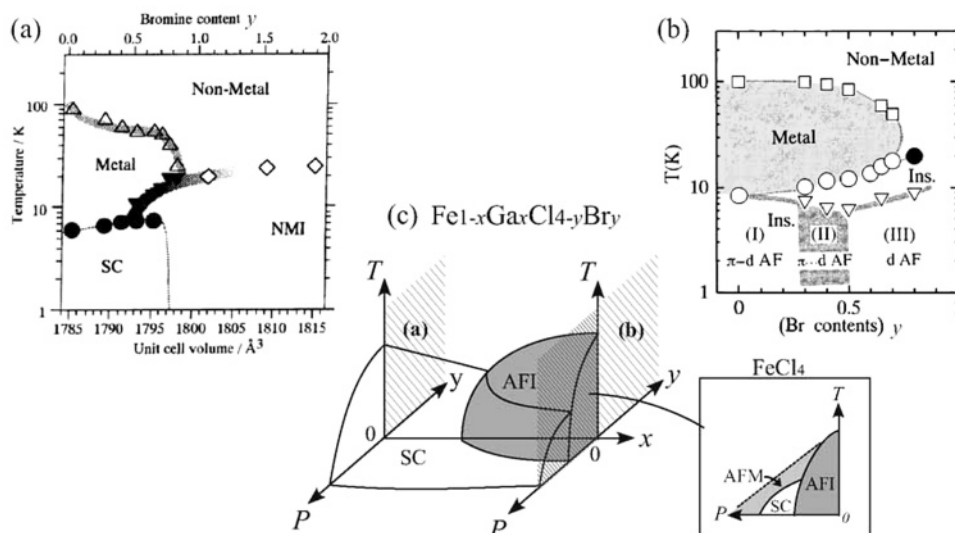 (a)
Bromine content y
0.0 0.5 1.0 1.5 2.0
Temperature / K
100
10
1
Non-Metal
Metal
SC
NMI
1785 1790 1795 1800 1805 1810 1815
Unit cell volume / Å3
(b)
Non-Metal
T(K)
100
10
1
Metal
Ins.
Ins.
(I) (II) (III)
π-d AF π···d AF d AF
0 0.5
(Br contents) y
(c) Fe1-xGaxCl4-yBry
T T
(a) (b)
y y
AFI
0 0 x
SC
P P
FeCl4
T
AFM
AFI
SC
P 0